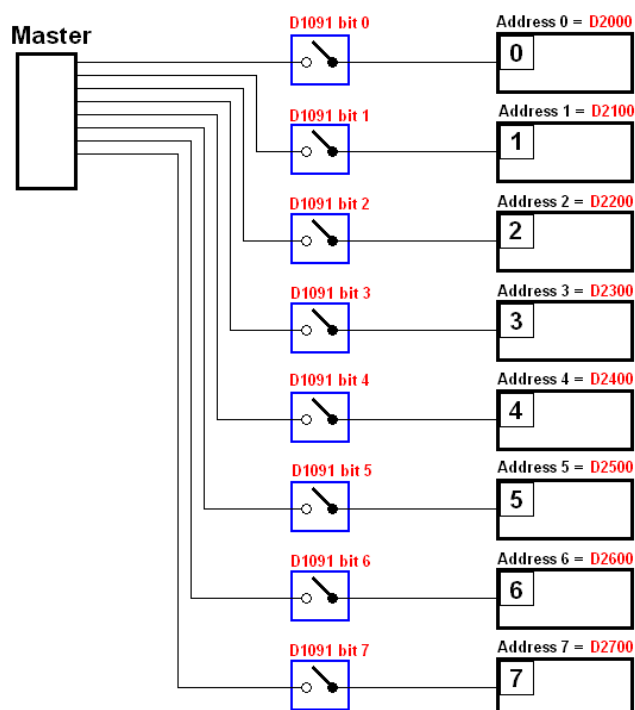 Master
D1091 bit 0
Address 0 = D2000
0
D1091 bit 1
Address 1 = D2100
1
D1091 bit 2
Address 2 = D2200
2
D1091 bit 3
Address 3 = D2300
3
D1091 bit 4
Address 4 = D2400
4
D1091 bit 5
Address 5 = D2500
5
D1091 bit 6
Address 6 = D2600
6
D1091 bit 7
Address 7 = D2700
7